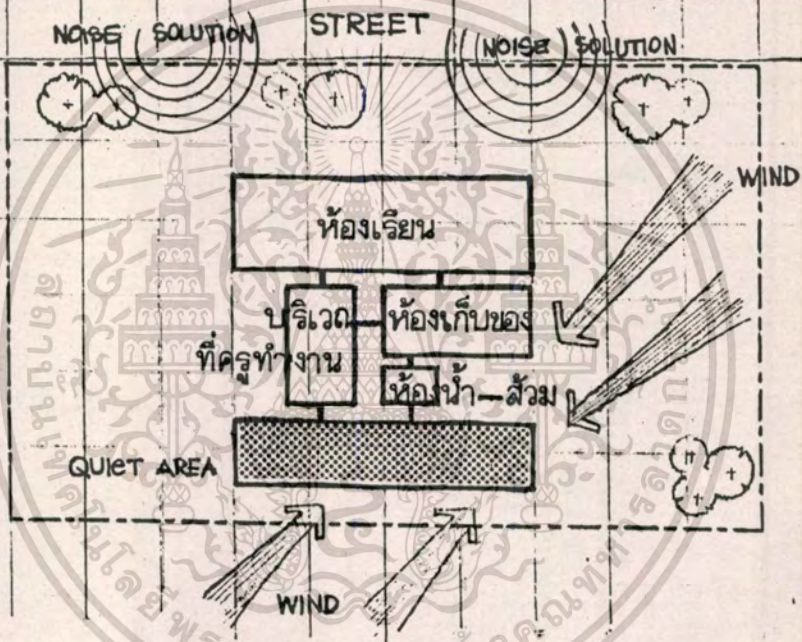 STREET
NOISE SOLUTION
NOISE SOLUTION
WIND
ห้องเรียน
บริเวณ
ที่ครูทำงาน
ห้องเก็บของ
ห้องน้ำ-ส้วม
QUIET AREA
WIND